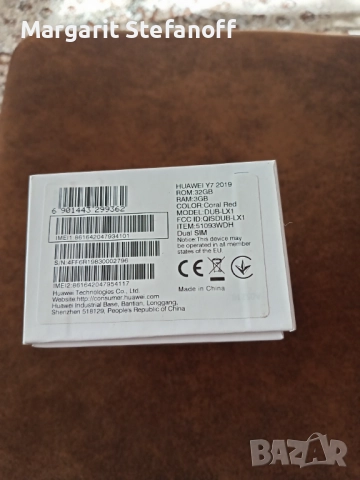 Margarit Stefanoff
HUAWEI Y7 2019
ROM:32GB
RAM:3GB
COLOR:Coral Red
MODEL:DUB-LX1
FCC ID:QISDUB-LX1
ITEM:51093WDH
Dual SIM
Notice:This device may
be operated in all member
states of the EU.
Made in China
6 901443 299362
IMEI1:861642047934101
S/N:4FF6R19830002796
IMEI2:861642047954117
Huawei Technologies Co., Ltd.
Website:http://consumer.huawei.com
Huawei Industrial Base, Bantian, Longgang,
Shenzhen 518129, People's Republic of China
CE
BAZAR